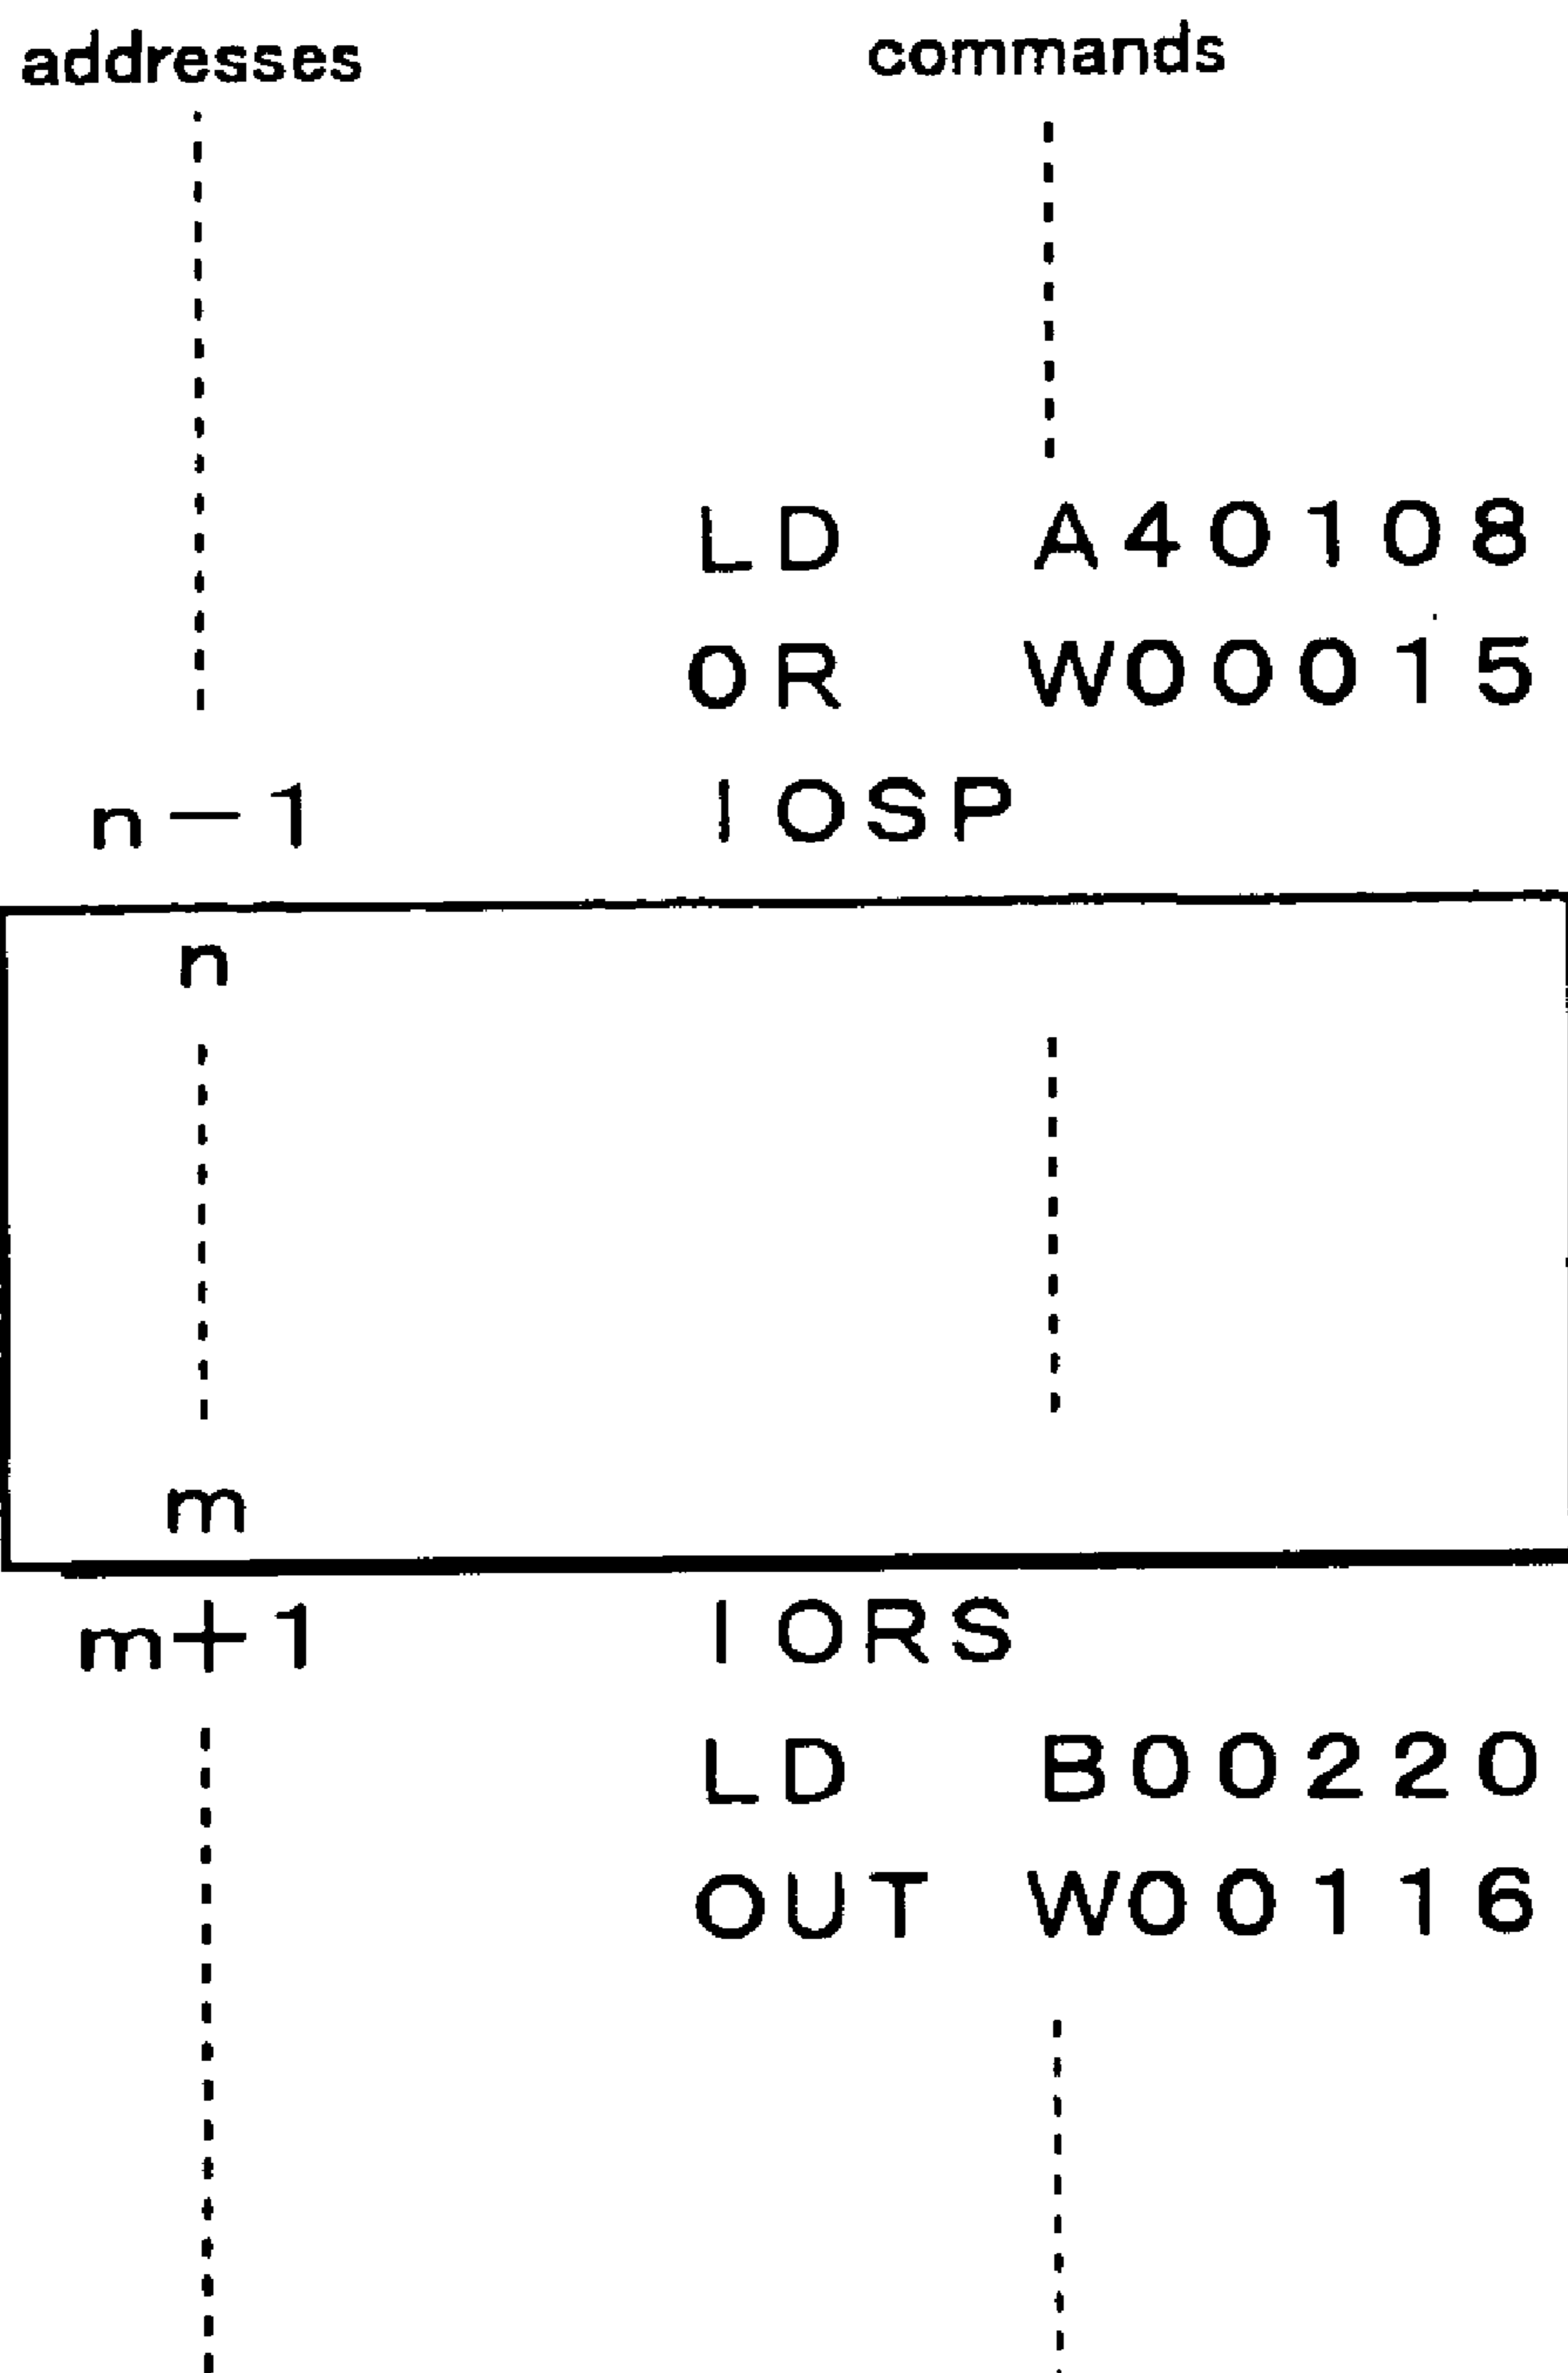 addresses commands
LD A40108
OR W00015
n-1 IOSP
n
m
m+1 IORS
LD B00220
OUT W00116